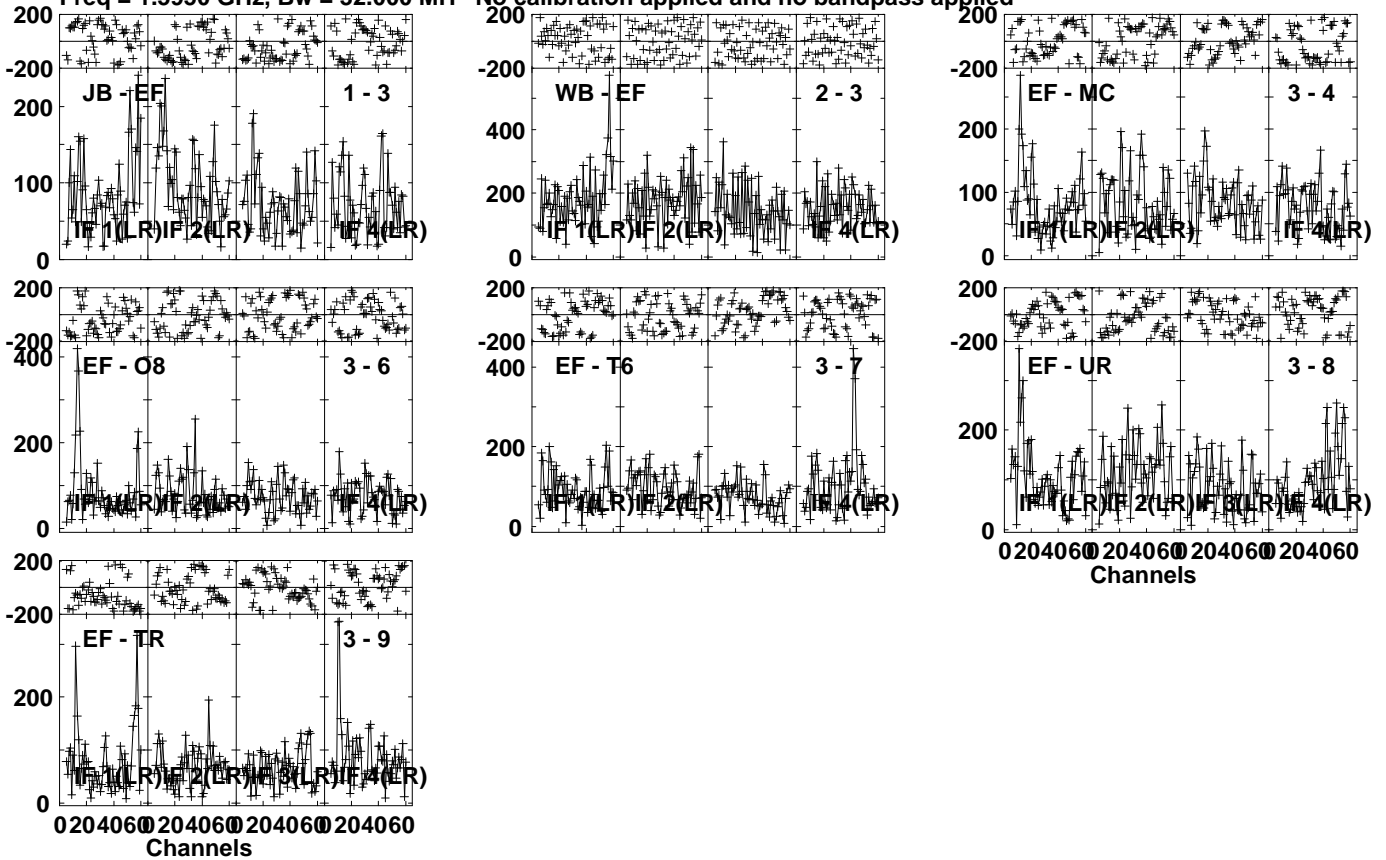 Freq = 1.5950 GHz, Bw = 32.000 MH No calibration applied and no bandpass applied
200
-200
200
100
0
JB - EF
1 - 3
IF 1(LR)
IF 2(LR)
IF 4(LR)
200
-200
400
200
0
WB - EF
2 - 3
IF 1(LR)
IF 2(LR)
IF 4(LR)
200
-200
200
100
0
EF - MC
3 - 4
IF 1(LR)
IF 2(LR)
IF 4(LR)
200
-200
400
200
0
EF - O8
3 - 6
IF 1(LR)
IF 2(LR)
IF 4(LR)
200
-200
400
200
0
EF - T6
3 - 7
IF 1(LR)
IF 2(LR)
IF 4(LR)
200
-200
200
0
EF - UR
3 - 8
IF 1(LR)
IF 2(LR)
IF 3(LR)
IF 4(LR)
0 20 40 60 0 20 40 60 0 20 40 60 0 20 40 60
Channels
200
-200
200
0
EF - TR
3 - 9
IF 1(LR)
IF 2(LR)
IF 3(LR)
IF 4(LR)
0 20 40 60 0 20 40 60 0 20 40 60 0 20 40 60
Channels